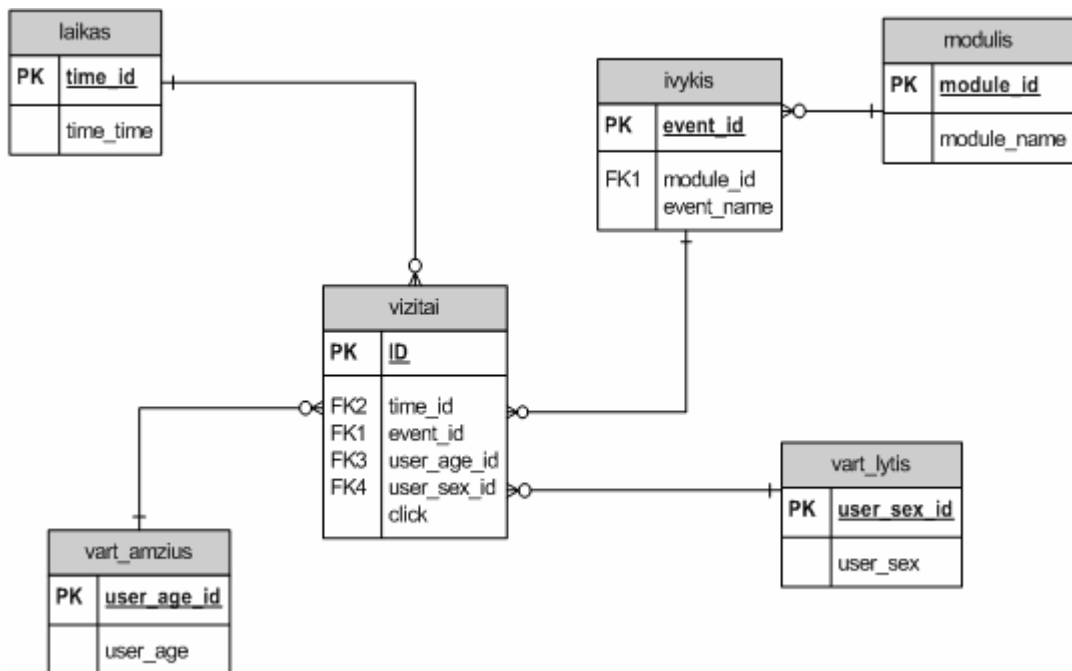 laikas
PK time_id
time_time
modulis
PK module_id
module_name
ivykis
PK event_id
FK1 module_id
event_name
vizitai
PK ID
FK2 time_id
FK1 event_id
FK3 user_age_id
FK4 user_sex_id
click
vart_lytis
PK user_sex_id
user_sex
vart_amzius
PK user_age_id
user_age